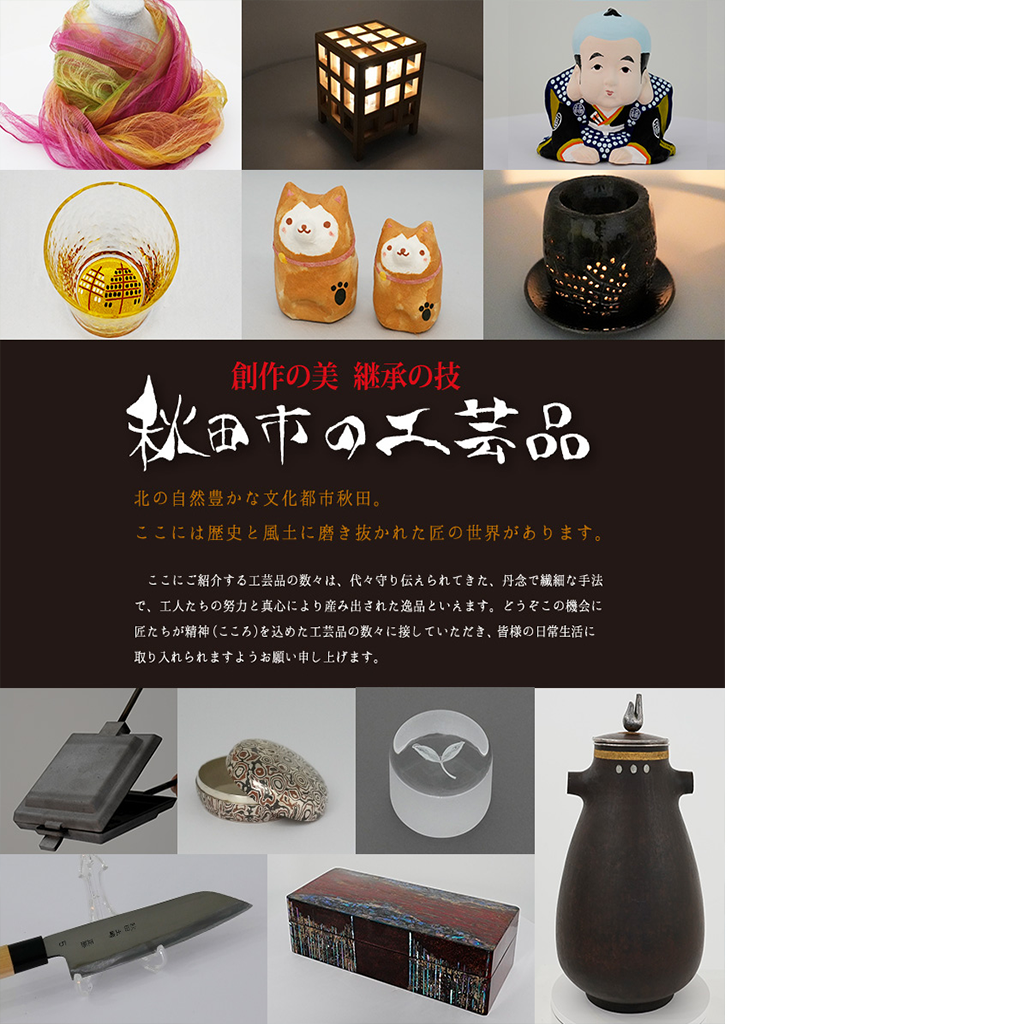 創作の美 継承の技
秋田市の工芸品
北の自然豊かな文化都市秋田。
ここには歴史と風土に磨き抜かれた匠の世界があります。
ここにご紹介する工芸品の数々は、代々守り伝えられてきた、丹念で繊細な手法
で、工人たちの努力と真心により産み出された逸品といえます。どうぞこの機会に
匠たちが精神(こころ)を込めた工芸品の数々に接していただき、皆様の日常生活に
取り入れられますようお願い申し上げます。